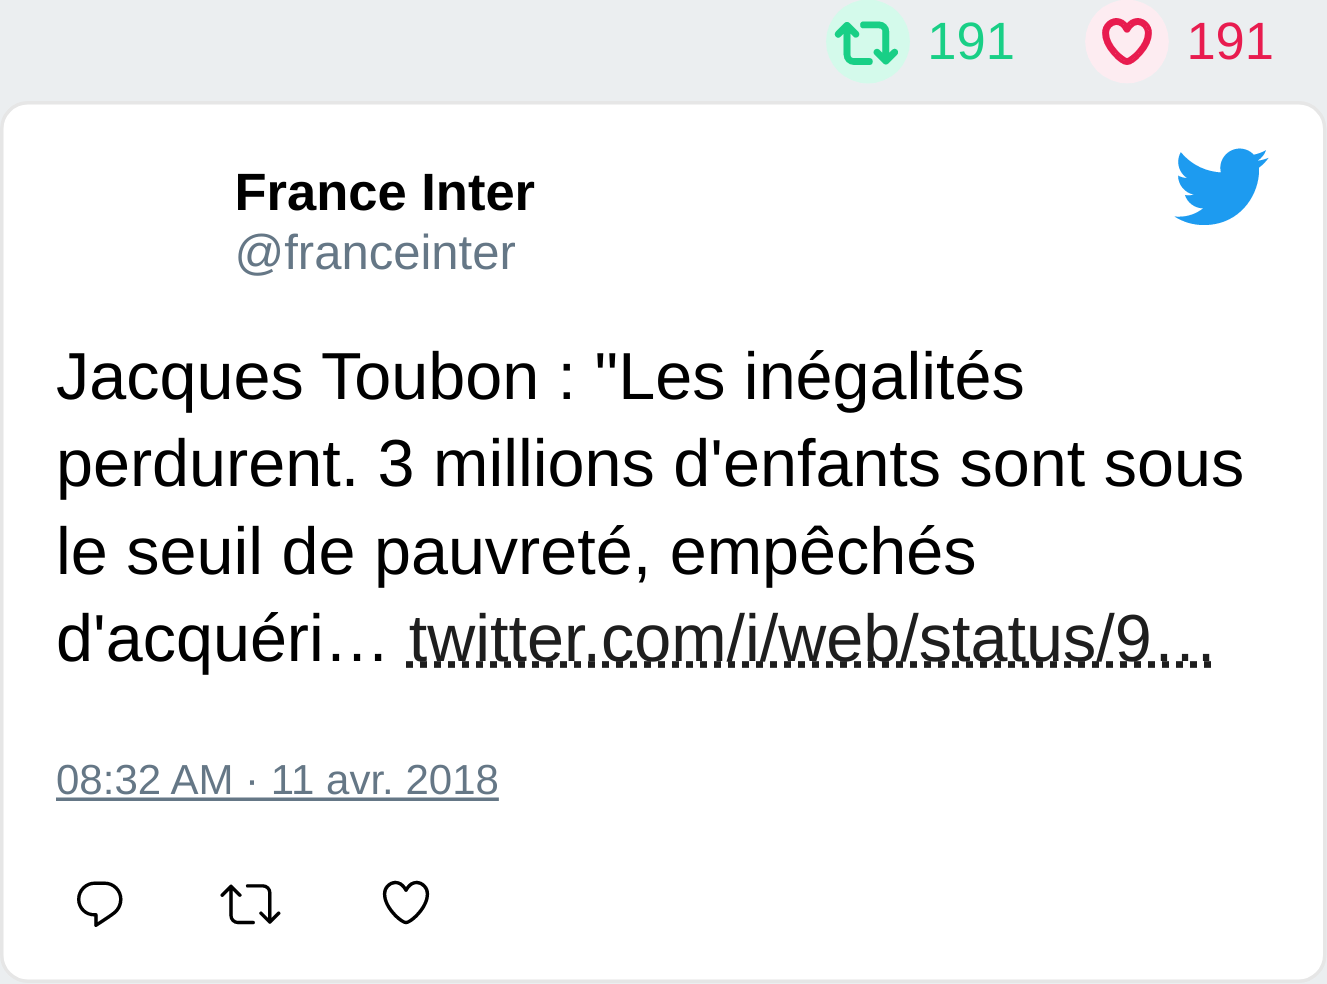 191 191
France Inter
@franceinter
Jacques Toubon : "Les inégalités
perdurent. 3 millions d'enfants sont sous
le seuil de pauvreté, empêchés
d'acquéri… twitter.com/i/web/status/9…
08:32 AM · 11 avr. 2018